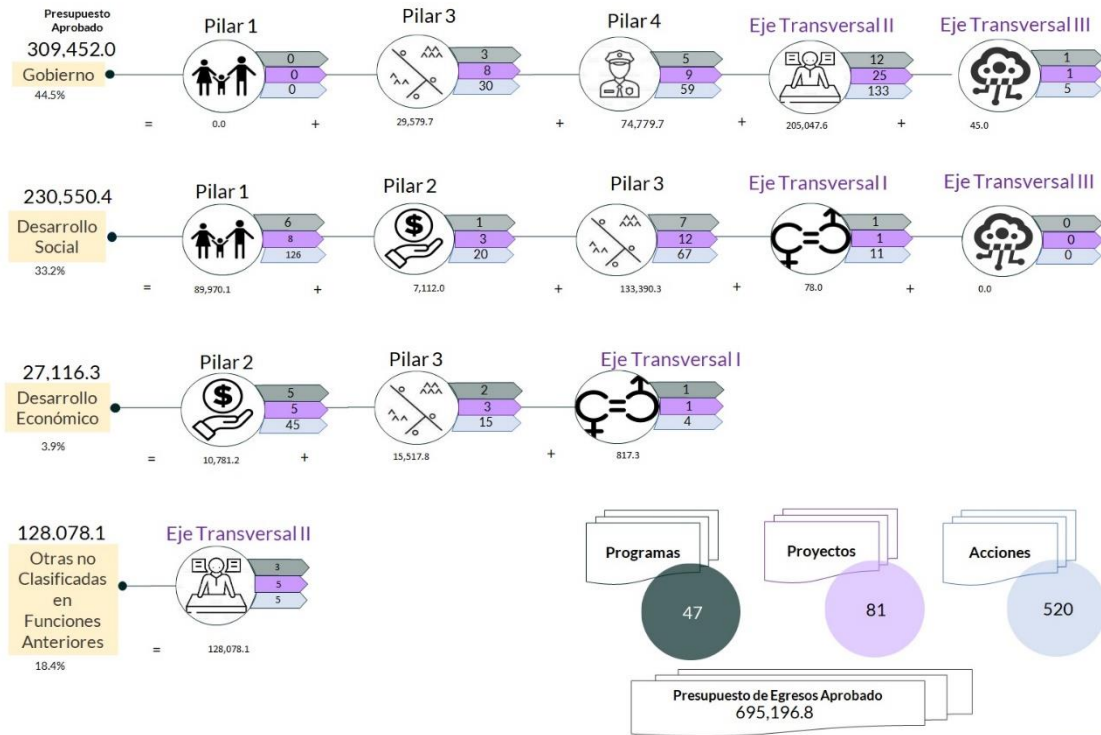 Presupuesto
Aprobado
309,452.0
Gobierno
44.5%
Pilar 1
0
0
0
Pilar 3
3
8
30
Pilar 4
5
9
59
Eje Transversal II
12
25
133
Eje Transversal III
1
1
5
= 0.0 + 29,579.7 + 74,779.7 + 205,047.6 + 45.0
230,550.4
Desarrollo
Social
33.2%
Pilar 1
6
8
126
Pilar 2
$
1
3
20
Pilar 3
7
12
67
Eje Transversal I
1
1
11
Eje Transversal III
0
0
0
= 89,970.1 + 7,112.0 + 133,390.3 + 78.0 + 0.0
27,116.3
Desarrollo
Económico
3.9%
Pilar 2
$
5
5
45
Pilar 3
2
3
15
Eje Transversal I
1
1
4
= 10,781.2 + 15,517.8 + 817.3
128.078.1
Otras no
Clasificadas
en
Funciones
Anteriores
18.4%
Eje Transversal II
3
5
5
= 128,078.1
Programas
47
Proyectos
81
Acciones
520
Presupuesto de Egresos Aprobado
695,196.8